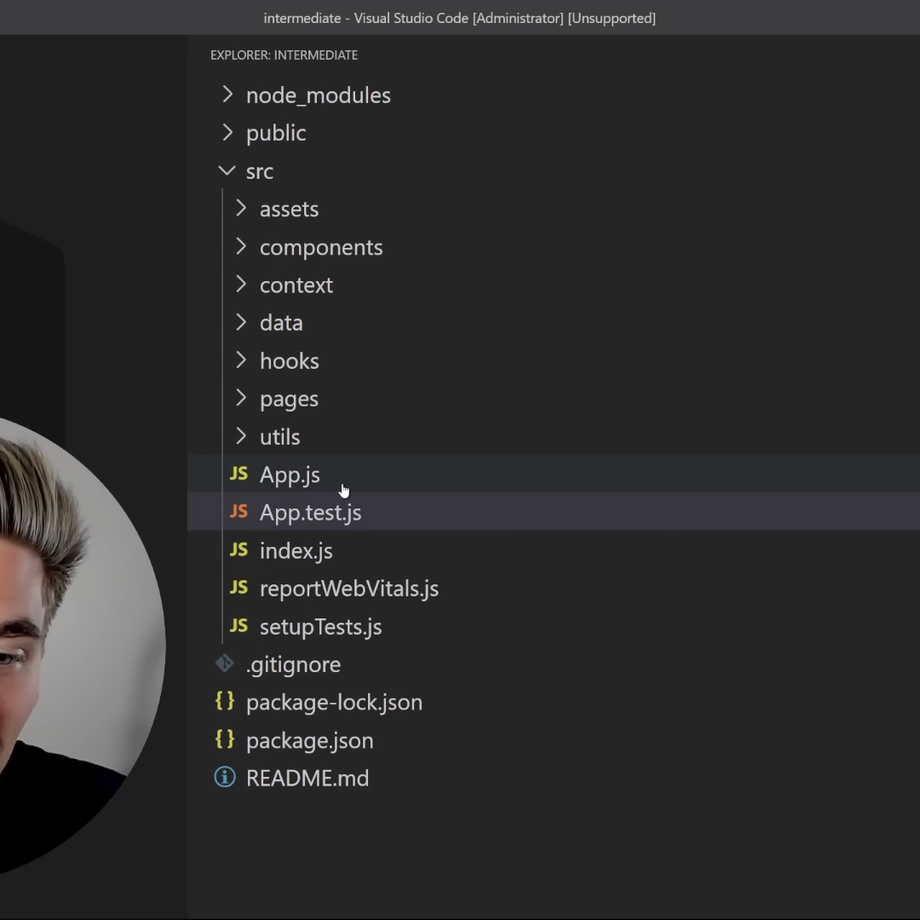 intermediate - Visual Studio Code [Administrator] [Unsupported]
EXPLORER: INTERMEDIATE
node_modules
public
src
assets
components
context
data
hooks
pages
utils
JS App.js
JS App.test.js
JS index.js
JS reportWebVitals.js
JS setupTests.js
.gitignore
{} package-lock.json
{} package.json
README.md